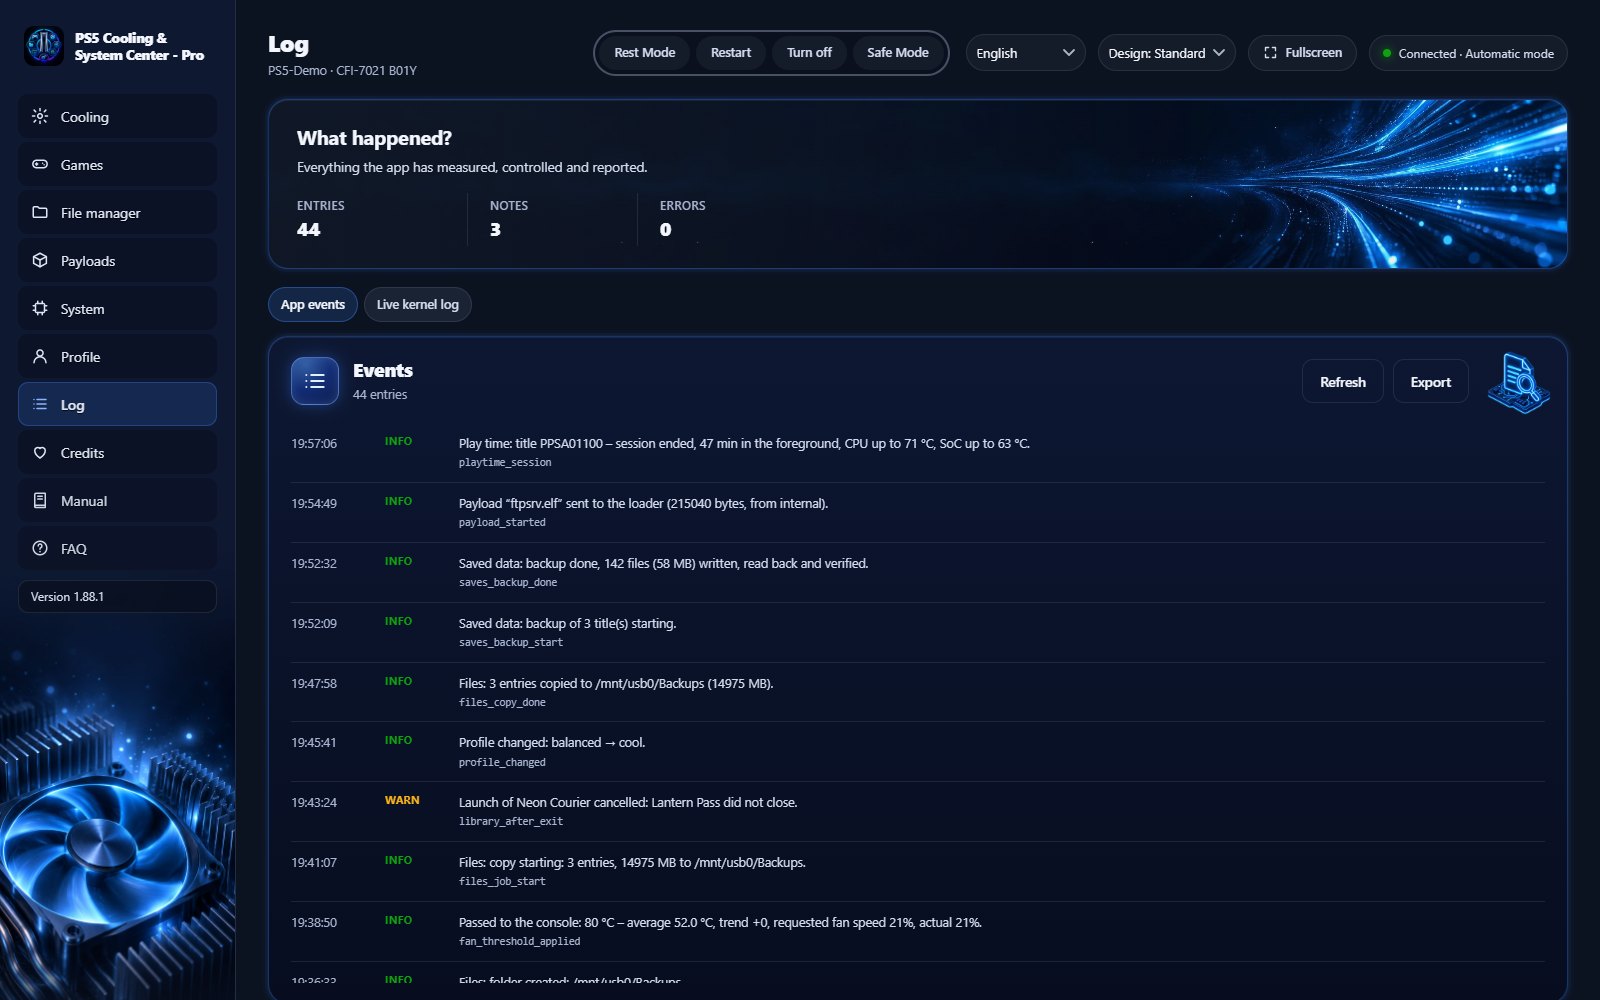 PS5 Cooling &
System Center - Pro
Cooling
Games
File manager
Payloads
System
Profile
Log
Credits
Manual
FAQ
Version 1.88.1
Log
PS5-Demo · CFI-7021 B01Y
Rest Mode
Restart
Turn off
Safe Mode
English
Design: Standard
Fullscreen
Connected · Automatic mode
What happened?
Everything the app has measured, controlled and reported.
ENTRIES
44
NOTES
3
ERRORS
0
App events
Live kernel log
Events
44 entries
Refresh
Export
19:57:06 INFO Play time: title PPSA01100 – session ended, 47 min in the foreground, CPU up to 71 °C, SoC up to 63 °C.
playtime_session
19:54:49 INFO Payload “ftpsrv.elf” sent to the loader (215040 bytes, from internal).
payload_started
19:52:32 INFO Saved data: backup done, 142 files (58 MB) written, read back and verified.
saves_backup_done
19:52:09 INFO Saved data: backup of 3 title(s) starting.
saves_backup_start
19:47:58 INFO Files: 3 entries copied to /mnt/usb0/Backups (14975 MB).
files_copy_done
19:45:41 INFO Profile changed: balanced → cool.
profile_changed
19:43:24 WARN Launch of Neon Courier cancelled: Lantern Pass did not close.
library_after_exit
19:41:07 INFO Files: copy starting: 3 entries, 14975 MB to /mnt/usb0/Backups.
files_job_start
19:38:50 INFO Passed to the console: 80 °C – average 52.0 °C, trend +0, requested fan speed 21%, actual 21%.
fan_threshold_applied
19:36:33 INFO Files: folder created: /mnt/usb0/Backups.